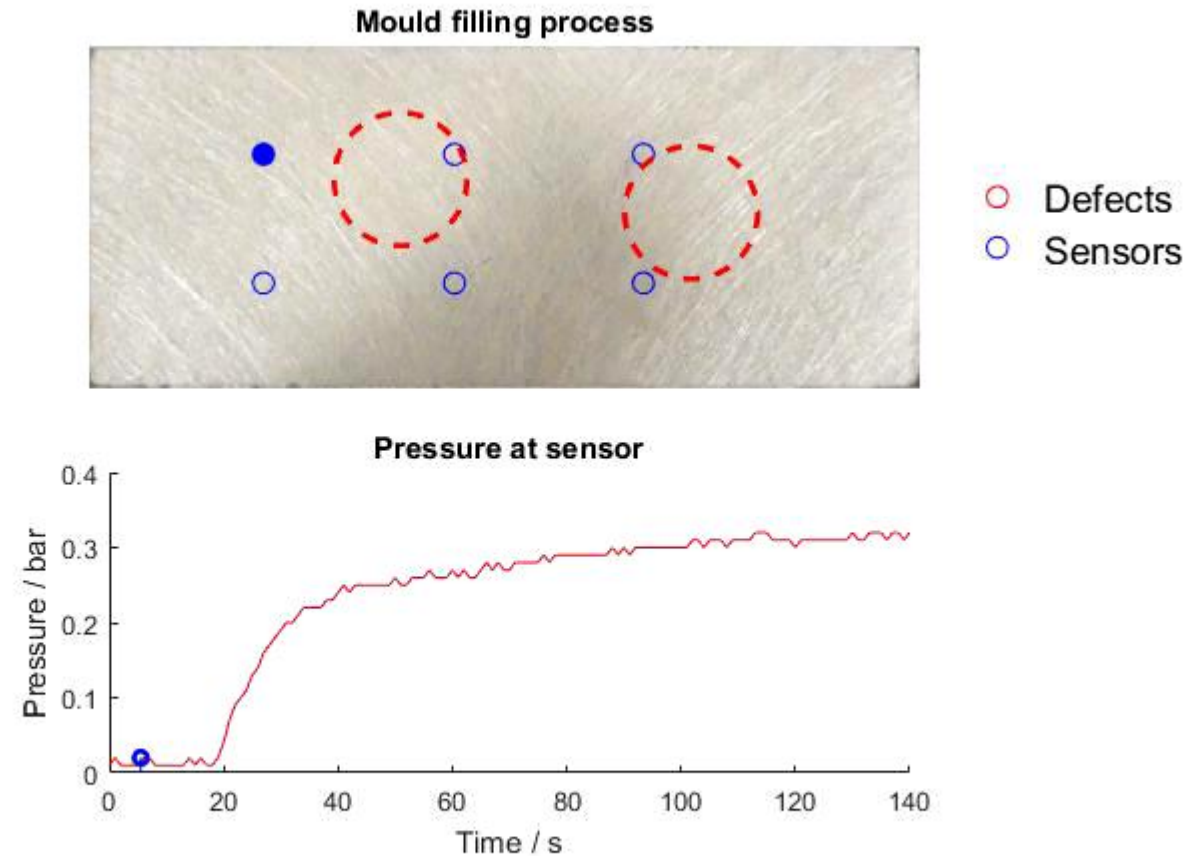 Mould filling process
Defects
Sensors
Pressure at sensor
0.4
0.3
0.2
0.1
0
Pressure / bar
0 20 40 60 80 100 120 140
Time / s